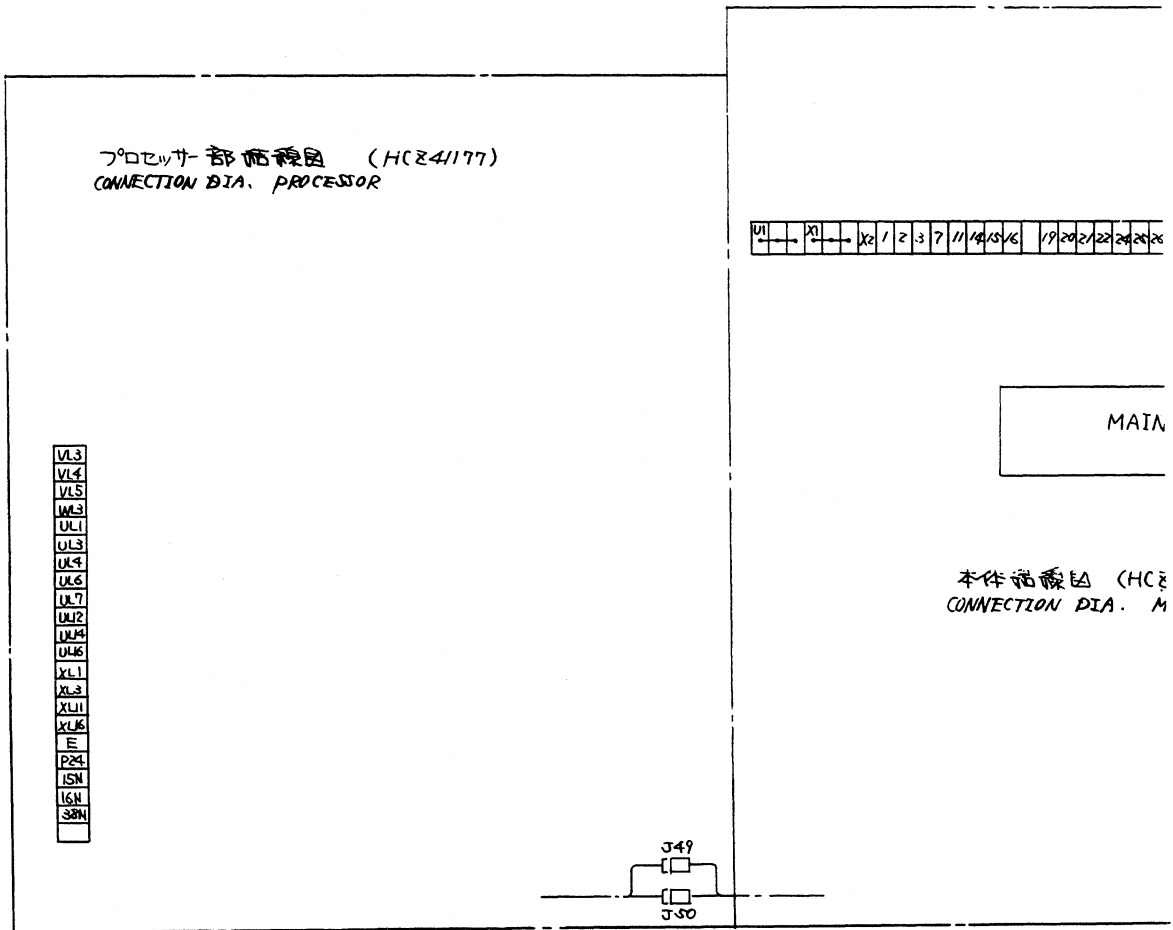 プロセッサー部結線図 (HCZ41177)
CONNECTION DIA. PROCESSOR
U1 X1 X2 1 2 3 7 11 14 15 16 19 20 21 22 24 25 26
MAIN
本体結線図 (HCZ
CONNECTION DIA. M
VL3
VL4
VL5
WL3
UL1
UL3
UL4
UL6
UL7
UL12
UL14
UL16
XL1
XL3
XL11
XL16
E
P24
15N
16N
38N
J49
J50